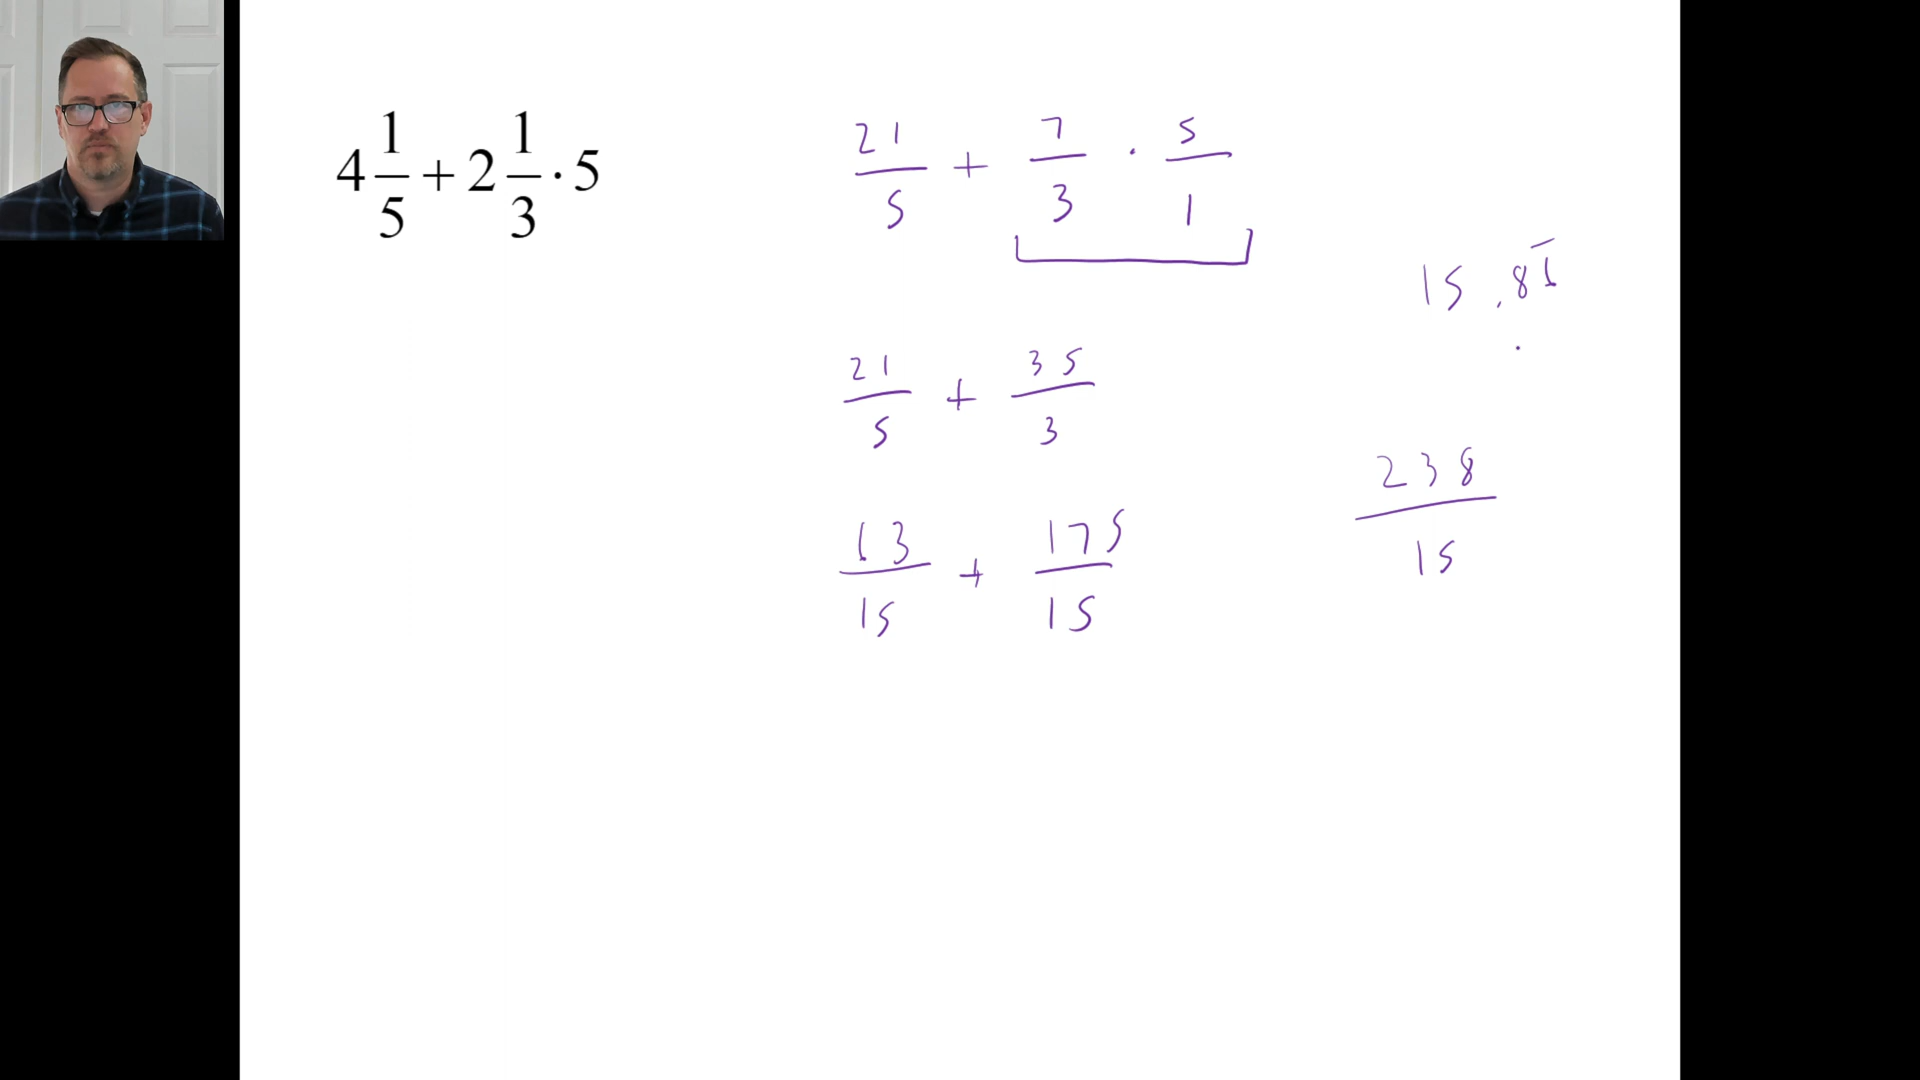 4 1/5 + 2 1/3 · 5
21/5 + 7/3 · 5/1
21/5 + 35/3
13/15 + 175/15
15.86̅
238/15